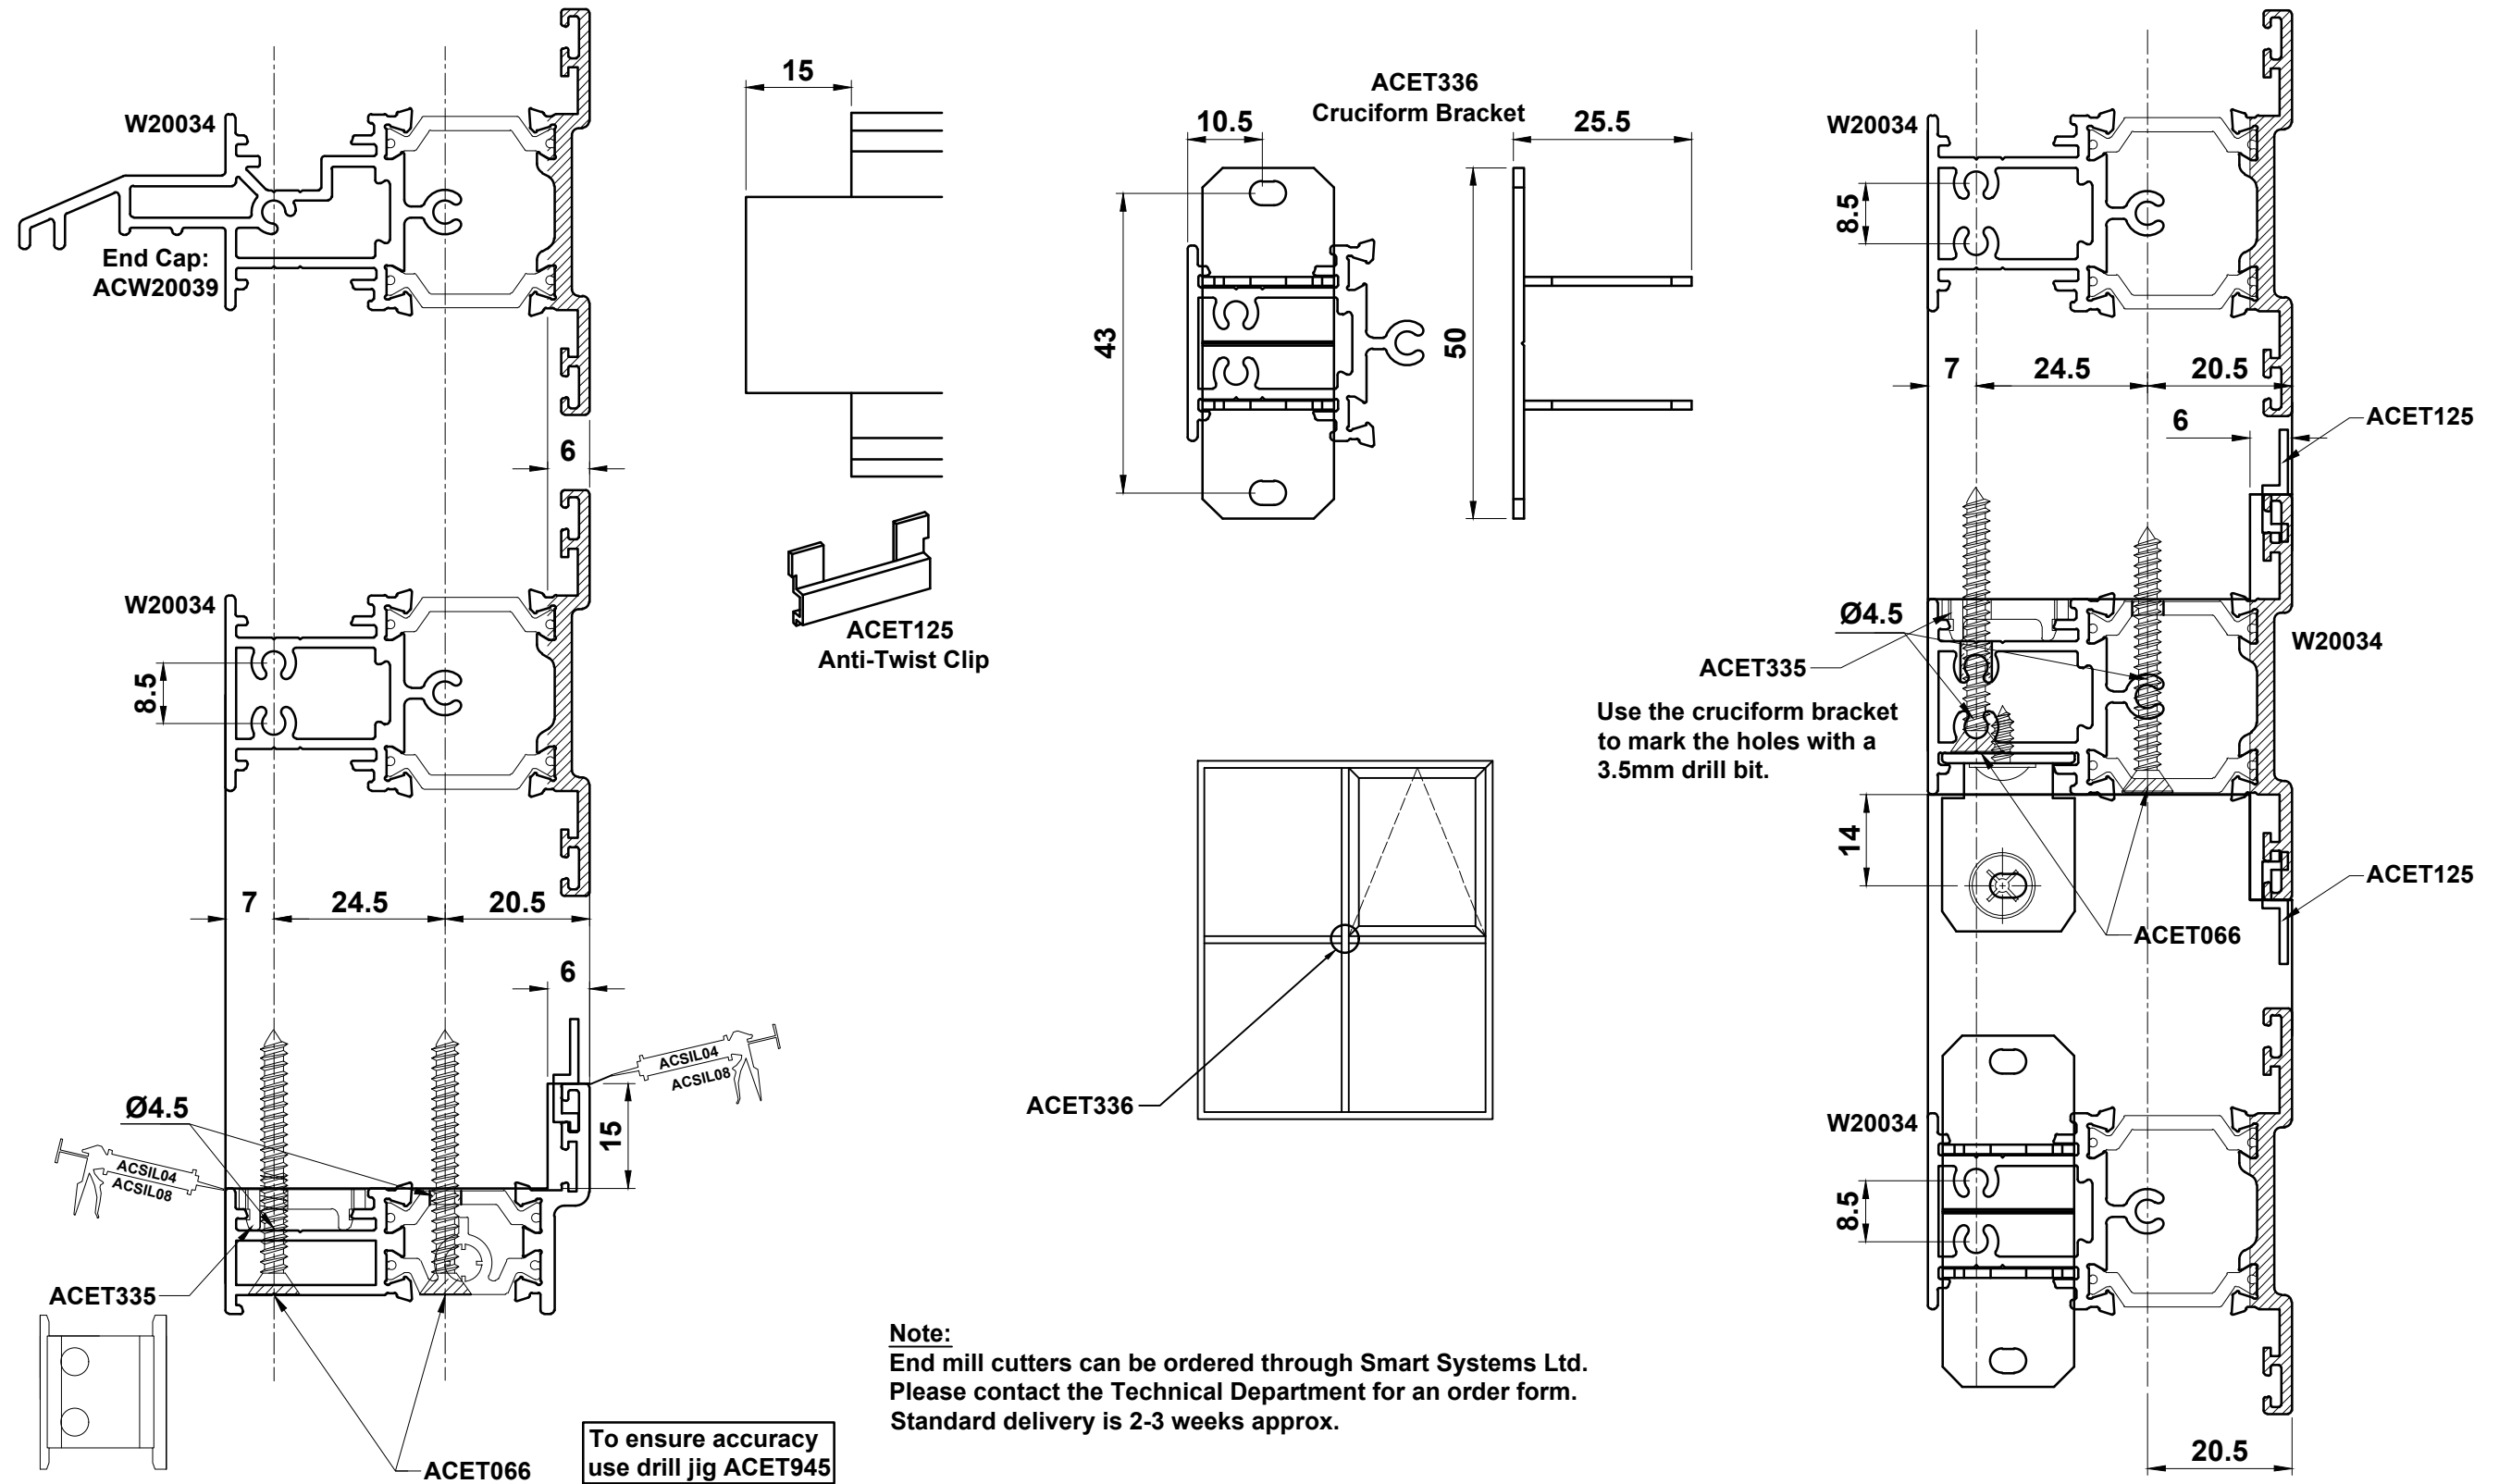 W20034
End Cap:
ACW20039
6
W20034
8.5
7
24.5
20.5
6
ACSIL04
ACSIL08
15
Ø4.5
ACSIL04
ACSIL08
ACET335
ACET066
To ensure accuracy
use drill jig ACET945
15
ACET125
Anti-Twist Clip
ACET336
Cruciform Bracket
10.5
25.5
43
50
ACET336
Note:
End mill cutters can be ordered through Smart Systems Ltd.
Please contact the Technical Department for an order form.
Standard delivery is 2-3 weeks approx.
W20034
8.5
7
24.5
20.5
6
ACET125
Ø4.5
W20034
ACET335
Use the cruciform bracket
to mark the holes with a
3.5mm drill bit.
14
ACET125
ACET066
W20034
8.5
20.5